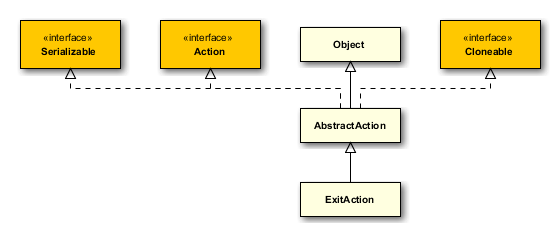 «interface»
Serializable
«interface»
Action
Object
«interface»
Cloneable
AbstractAction
ExitAction